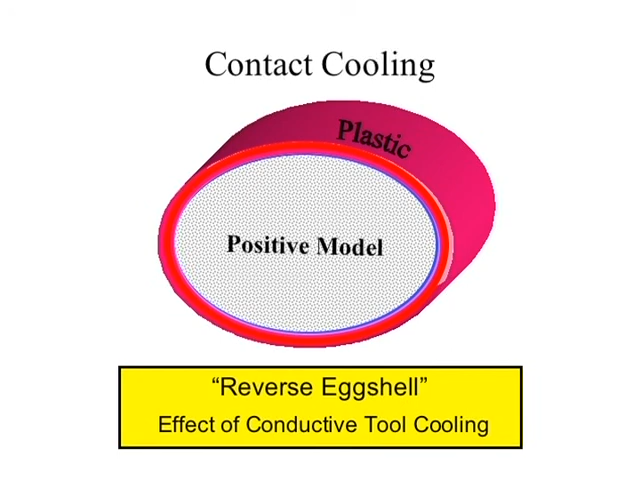 Contact Cooling
Plastic
Positive Model
“Reverse Eggshell”
Effect of Conductive Tool Cooling